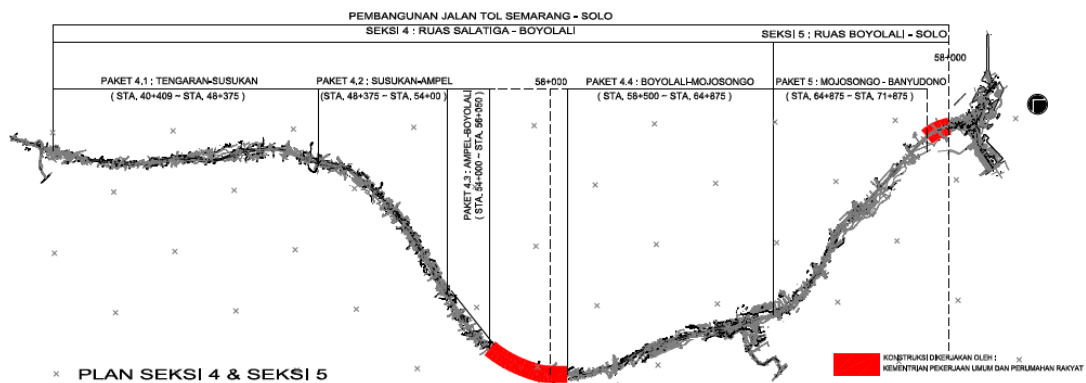 PEMBANGUNAN JALAN TOL SEMARANG - SOLO
SEKSI 4 : RUAS SALATIGA - BOYOLALI
SEKSI 5 : RUAS BOYOLALI - SOLO
58+000
PAKET 4.1 : TENGARAN-SUSUKAN
( STA. 40+409 ~ STA. 48+375 )
PAKET 4.2 : SUSUKAN-AMPEL
( STA. 48+375 ~ STA. 54+00 )
PAKET 4.3 : AMPEL-BOYOLALI
( STA. 54+000 ~ STA. 56+050 )
58+000
PAKET 4.4 : BOYOLALI-MOJOSONGO
( STA. 58+500 ~ STA. 64+875 )
PAKET 5 : MOJOSONGO - BANYUDONO
( STA. 64+875 ~ STA. 71+875 )
PLAN SEKSI 4 & SEKSI 5
KONSTRUKSI DIKERJAKAN OLEH :
KEMENTRIAN PEKERJAAN UMUM DAN PERUMAHAN RAKYAT